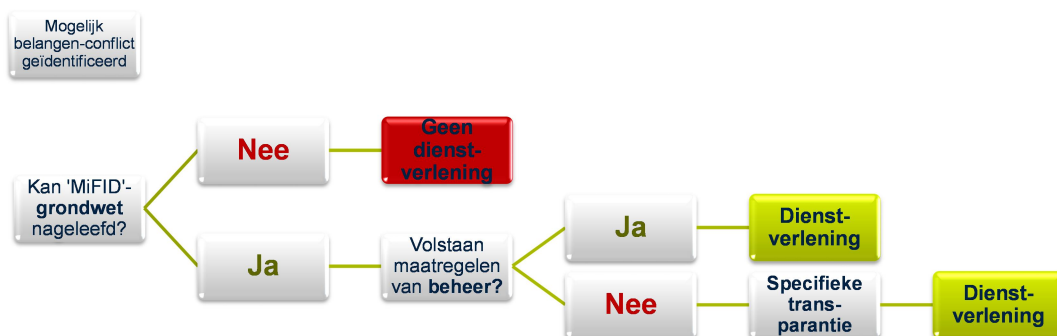 Mogelijk
belangen-conflict
geïdentificeerd
Kan 'MiFID'-
grondwet
nageleefd?
Nee
Geen
dienst-
verlening
Ja
Volstaan
maatregelen
van beheer?
Ja
Dienst-
verlening
Nee
Specifieke
trans-
parantie
Dienst-
verlening